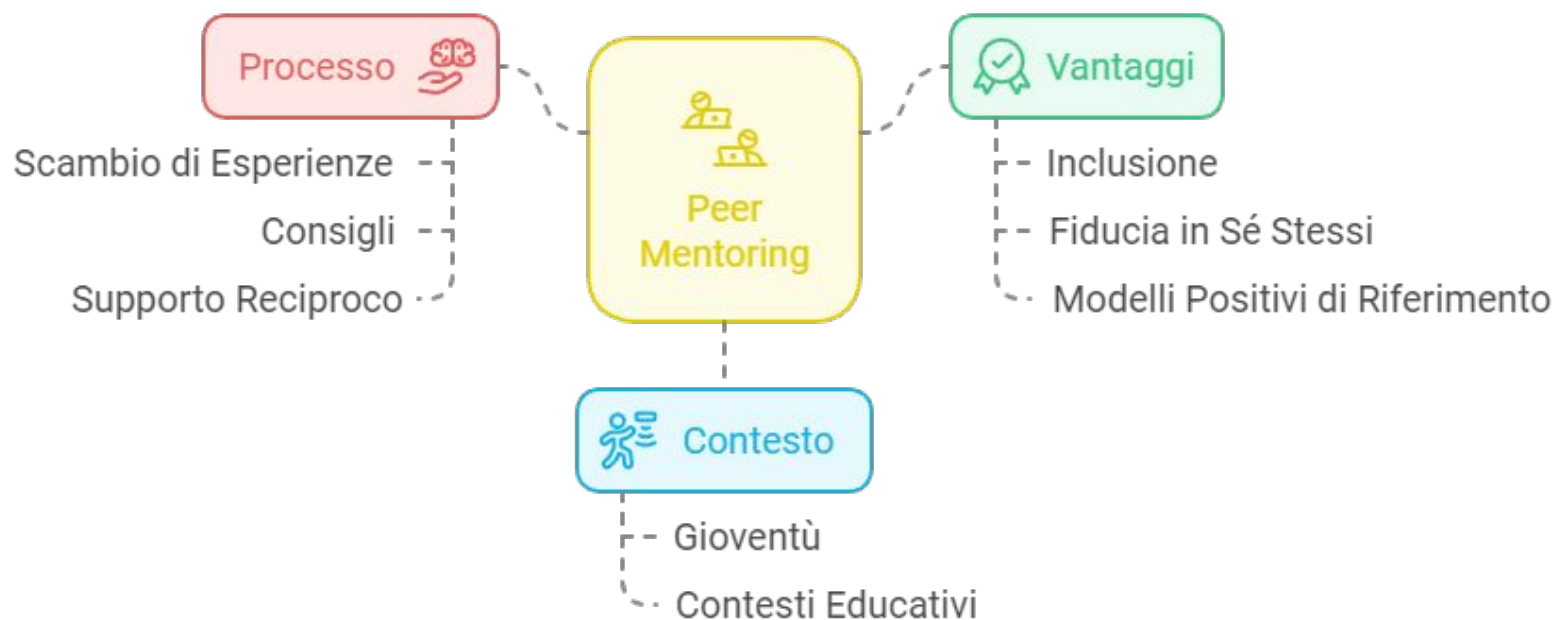 Processo
Scambio di Esperienze
Consigli
Supporto Reciproco
Peer
Mentoring
Vantaggi
Inclusione
Fiducia in Sé Stessi
Modelli Positivi di Riferimento
Contesto
Gioventù
Contesti Educativi